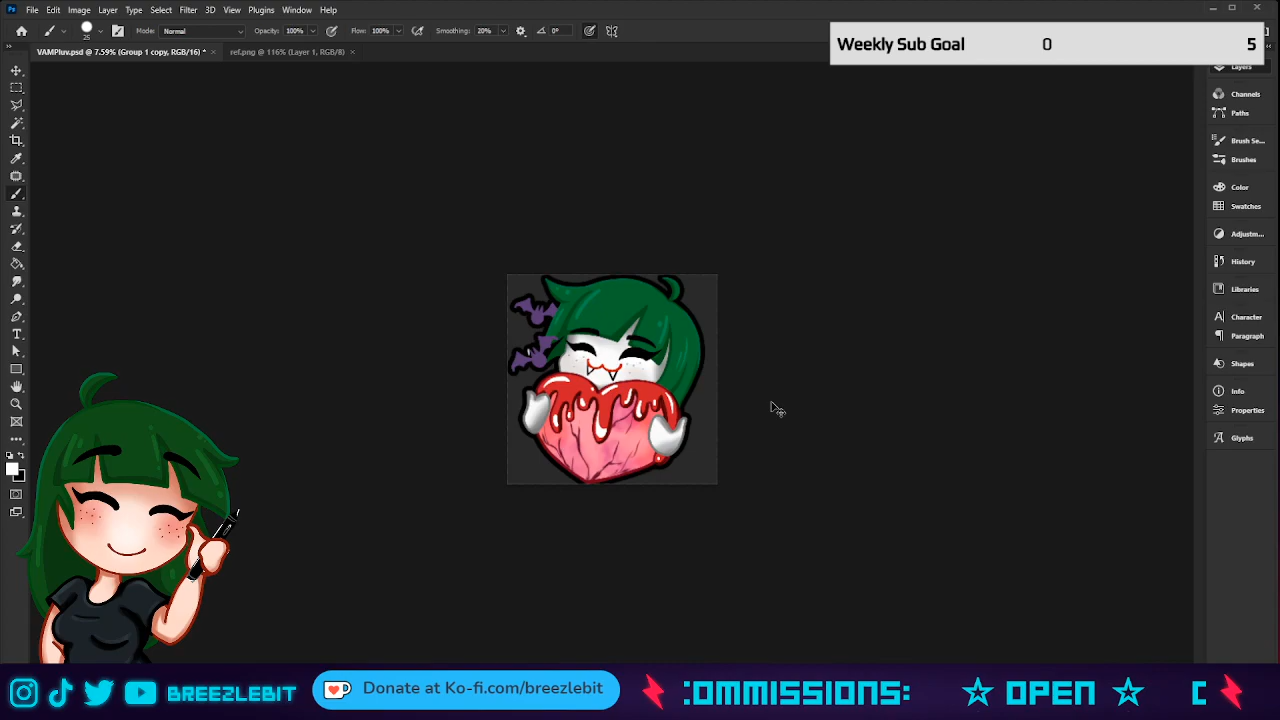 Ps File Edit Image Layer Type Select Filter 3D View Plugins Window Help
25 Mode: Normal Opacity: 100% Flow: 100% Smoothing: 20% 0°
VAMPluv.psd @ 7.59% (Group 1 copy, RGB/16) * × ref.png @ 116% (Layer 1, RGB/8) ×
Weekly Sub Goal 0 5
Layers
Channels
Paths
Brush Se...
Brushes
Color
Swatches
Adjustm...
History
Libraries
Character
Paragraph
Shapes
Info
Properties
Glyphs
BREEZLEBIT Donate at Ko-fi.com/breezlebit :OMMISSIONS: ☆ OPEN ☆ C